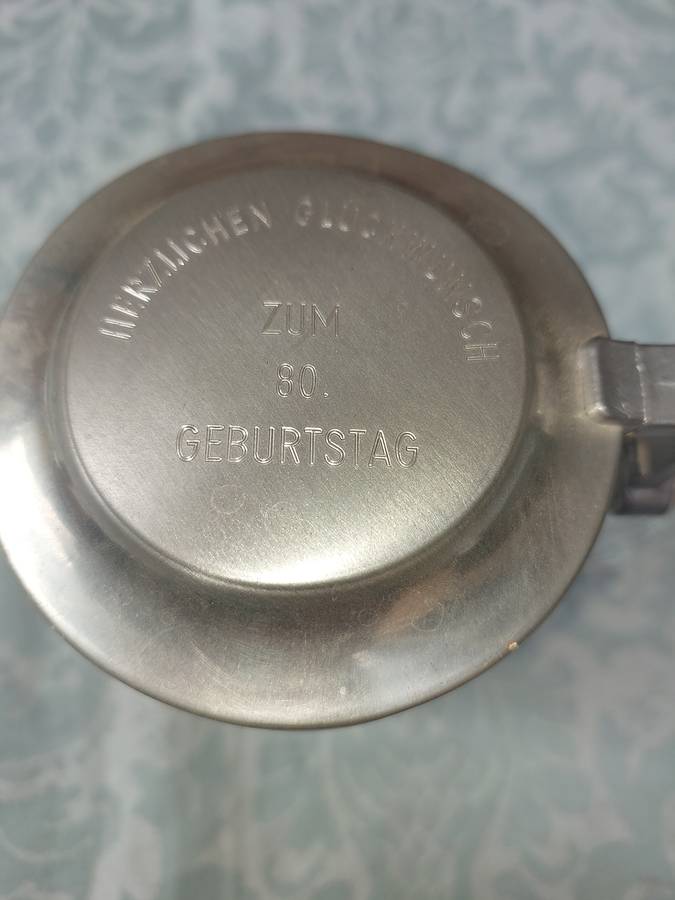 HERZLICHEN GLÜCKWUNSCH
ZUM
80.
GEBURTSTAG